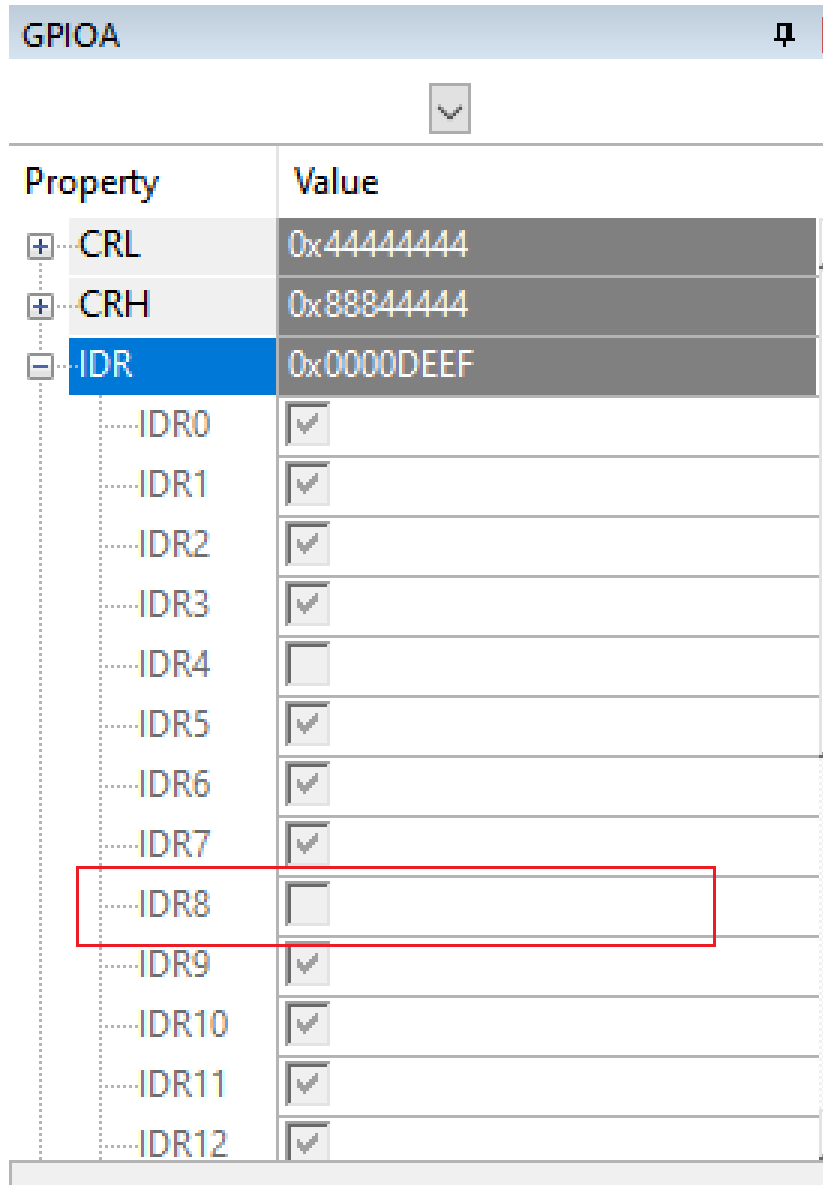 GPIOA
Property Value
CRL 0x44444444
CRH 0x88844444
IDR 0x0000DEEF
IDR0
IDR1
IDR2
IDR3
IDR4
IDR5
IDR6
IDR7
IDR8
IDR9
IDR10
IDR11
IDR12